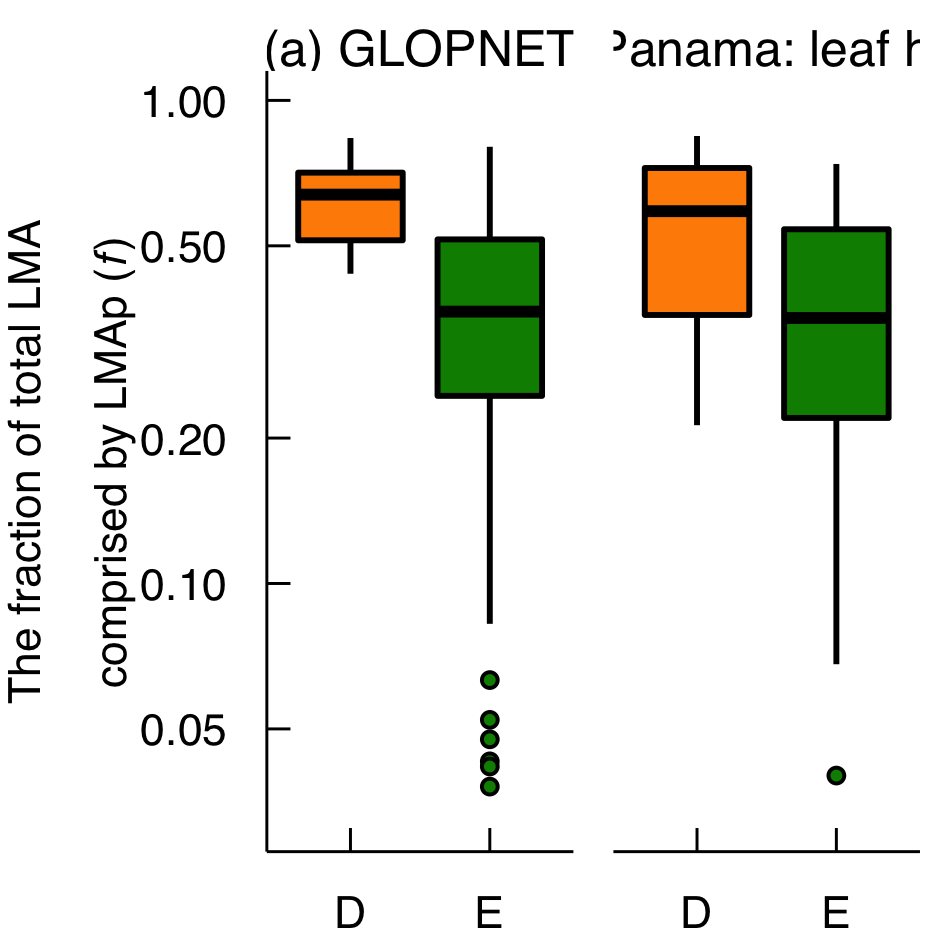 (a) GLOPNET
Panama: leaf h
1.00
0.50
0.20
0.10
0.05
The fraction of total LMA
comprised by LMAp (f)
D
E
D
E